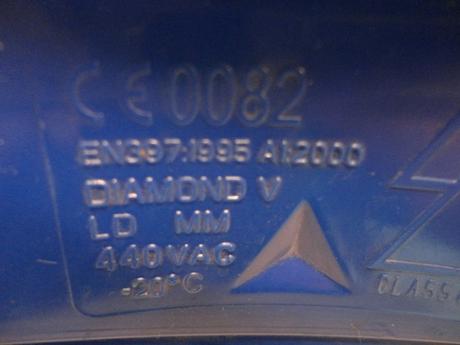 CE 0082
EN397:1995 A1:2000
DIAMOND V
LD MM
440VAC
-20°C